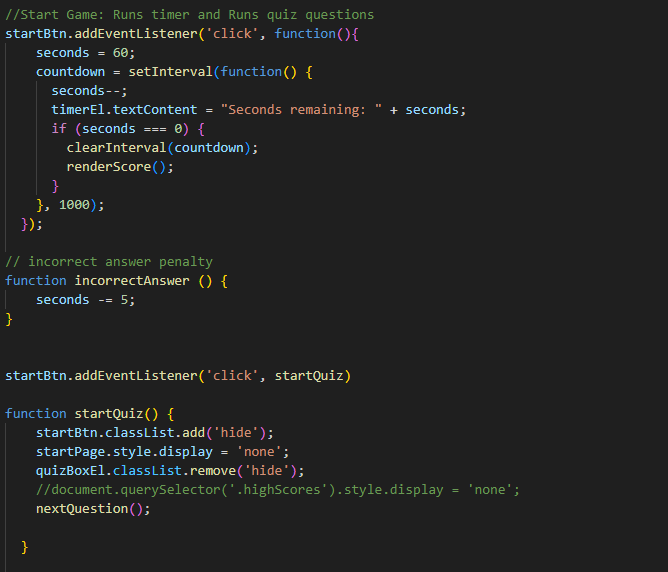 //Start Game: Runs timer and Runs quiz questions
startBtn.addEventListener('click', function(){
    seconds = 60;
    countdown = setInterval(function() {
      seconds--;
      timerEl.textContent = "Seconds remaining: " + seconds;
      if (seconds === 0) {
        clearInterval(countdown);
        renderScore();
      }
    }, 1000);
  });
// incorrect answer penalty
function incorrectAnswer () {
    seconds -= 5;
}
startBtn.addEventListener('click', startQuiz)
function startQuiz() {
    startBtn.classList.add('hide');
    startPage.style.display = 'none';
    quizBoxEl.classList.remove('hide');
    //document.querySelector('.highScores').style.display = 'none';
    nextQuestion();
  }